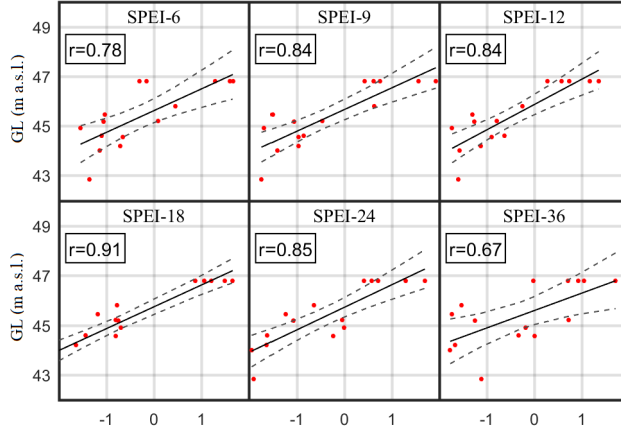 SPEI-6 SPEI-9 SPEI-12
49
r=0.78 r=0.84 r=0.84
47
45
43
GL (m a.s.l.)
SPEI-18 SPEI-24 SPEI-36
49
r=0.91 r=0.85 r=0.67
47
45
43
GL (m a.s.l.)
-1 0 1 -1 0 1 -1 0 1